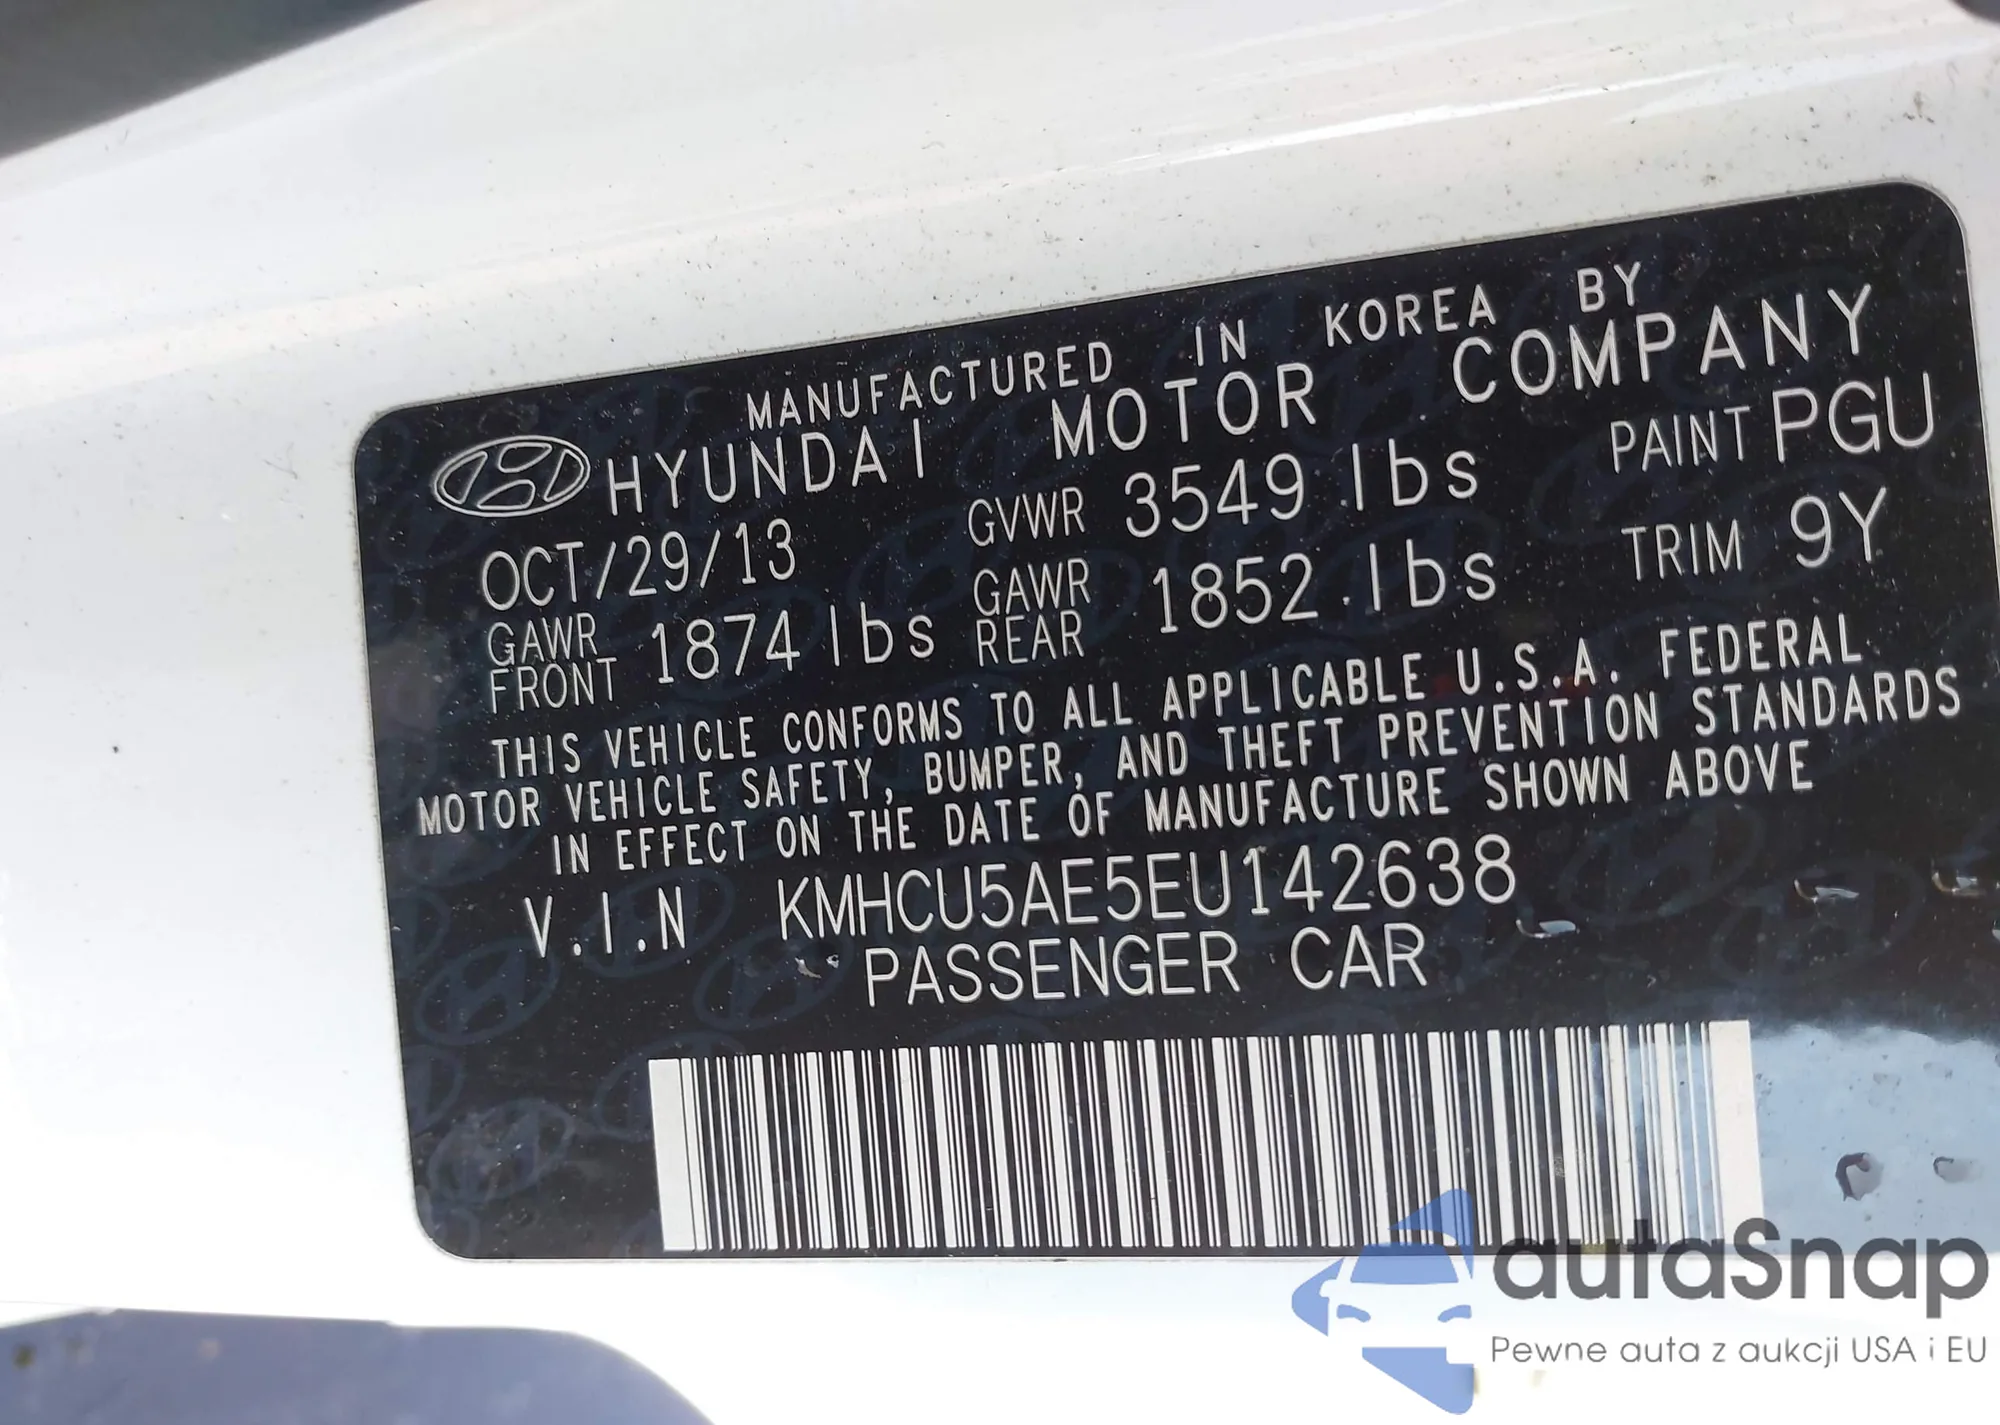 MANUFACTURED IN KOREA BY
HYUNDAI MOTOR COMPANY
OCT/29/13 GVWR 3549 lbs PAINT PGU
GAWR FRONT 1874 lbs GAWR REAR 1852 lbs TRIM 9Y
THIS VEHICLE CONFORMS TO ALL APPLICABLE U.S.A. FEDERAL
MOTOR VEHICLE SAFETY, BUMPER, AND THEFT PREVENTION STANDARDS
IN EFFECT ON THE DATE OF MANUFACTURE SHOWN ABOVE
V.I.N KMHCU5AE5EU142638
PASSENGER CAR
autaSnap
Pewne auta z aukcji USA i EU